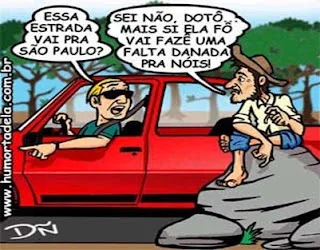 ESSA
ESTRADA
VAI PRA
SÃO PAULO?
SEI NÃO, DOTÔ...
MAIS SI ELA FÔ
VAI FAZÊ UMA
FALTA DANADA
PRA NÓIS!
www.humortadela.com.br
DÑ